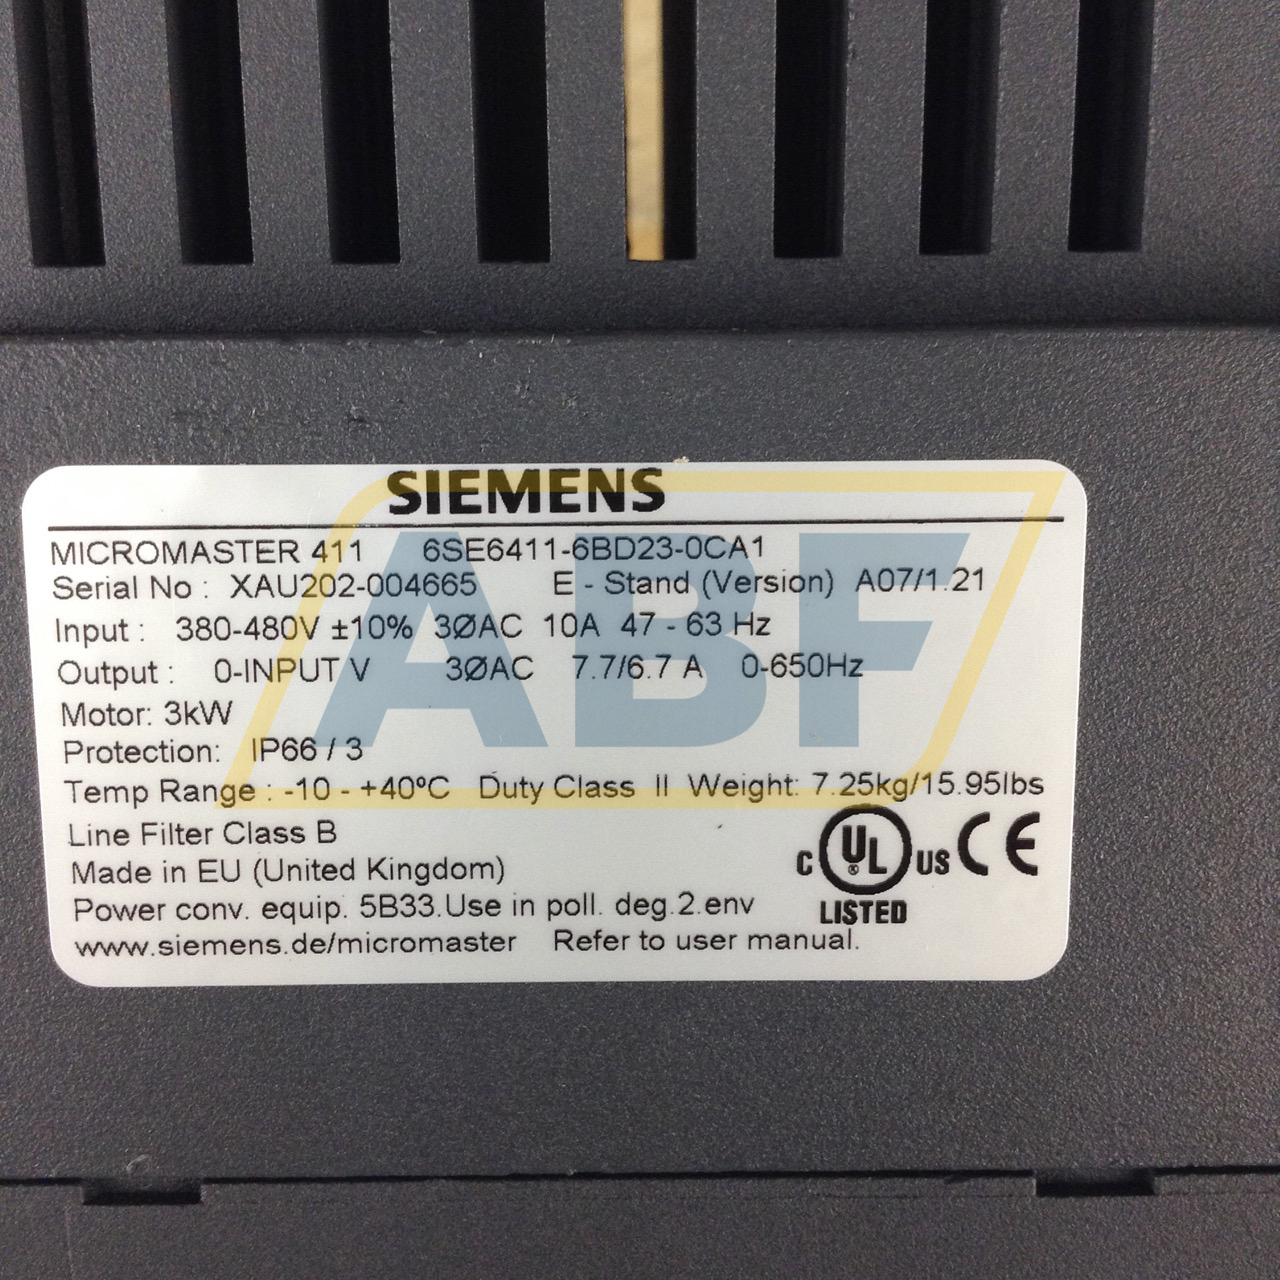 SIEMENS
MICROMASTER 411 6SE6411-6BD23-0CA1
Serial No : XAU202-004665 E - Stand (Version) A07/1.21
Input : 380-480V ±10% 3ØAC 10A 47 - 63 Hz
Output : 0-INPUT V 3ØAC 7.7/6.7 A 0-650Hz
Motor: 3kW
Protection: IP66 / 3
Temp Range : -10 - +40ºC Duty Class II Weight: 7.25kg/15.95lbs
Line Filter Class B
Made in EU (United Kingdom)
C UL ® US CE
LISTED
Power conv. equip. 5B33.Use in poll. deg.2.env
www.siemens.de/micromaster Refer to user manual.
ABF